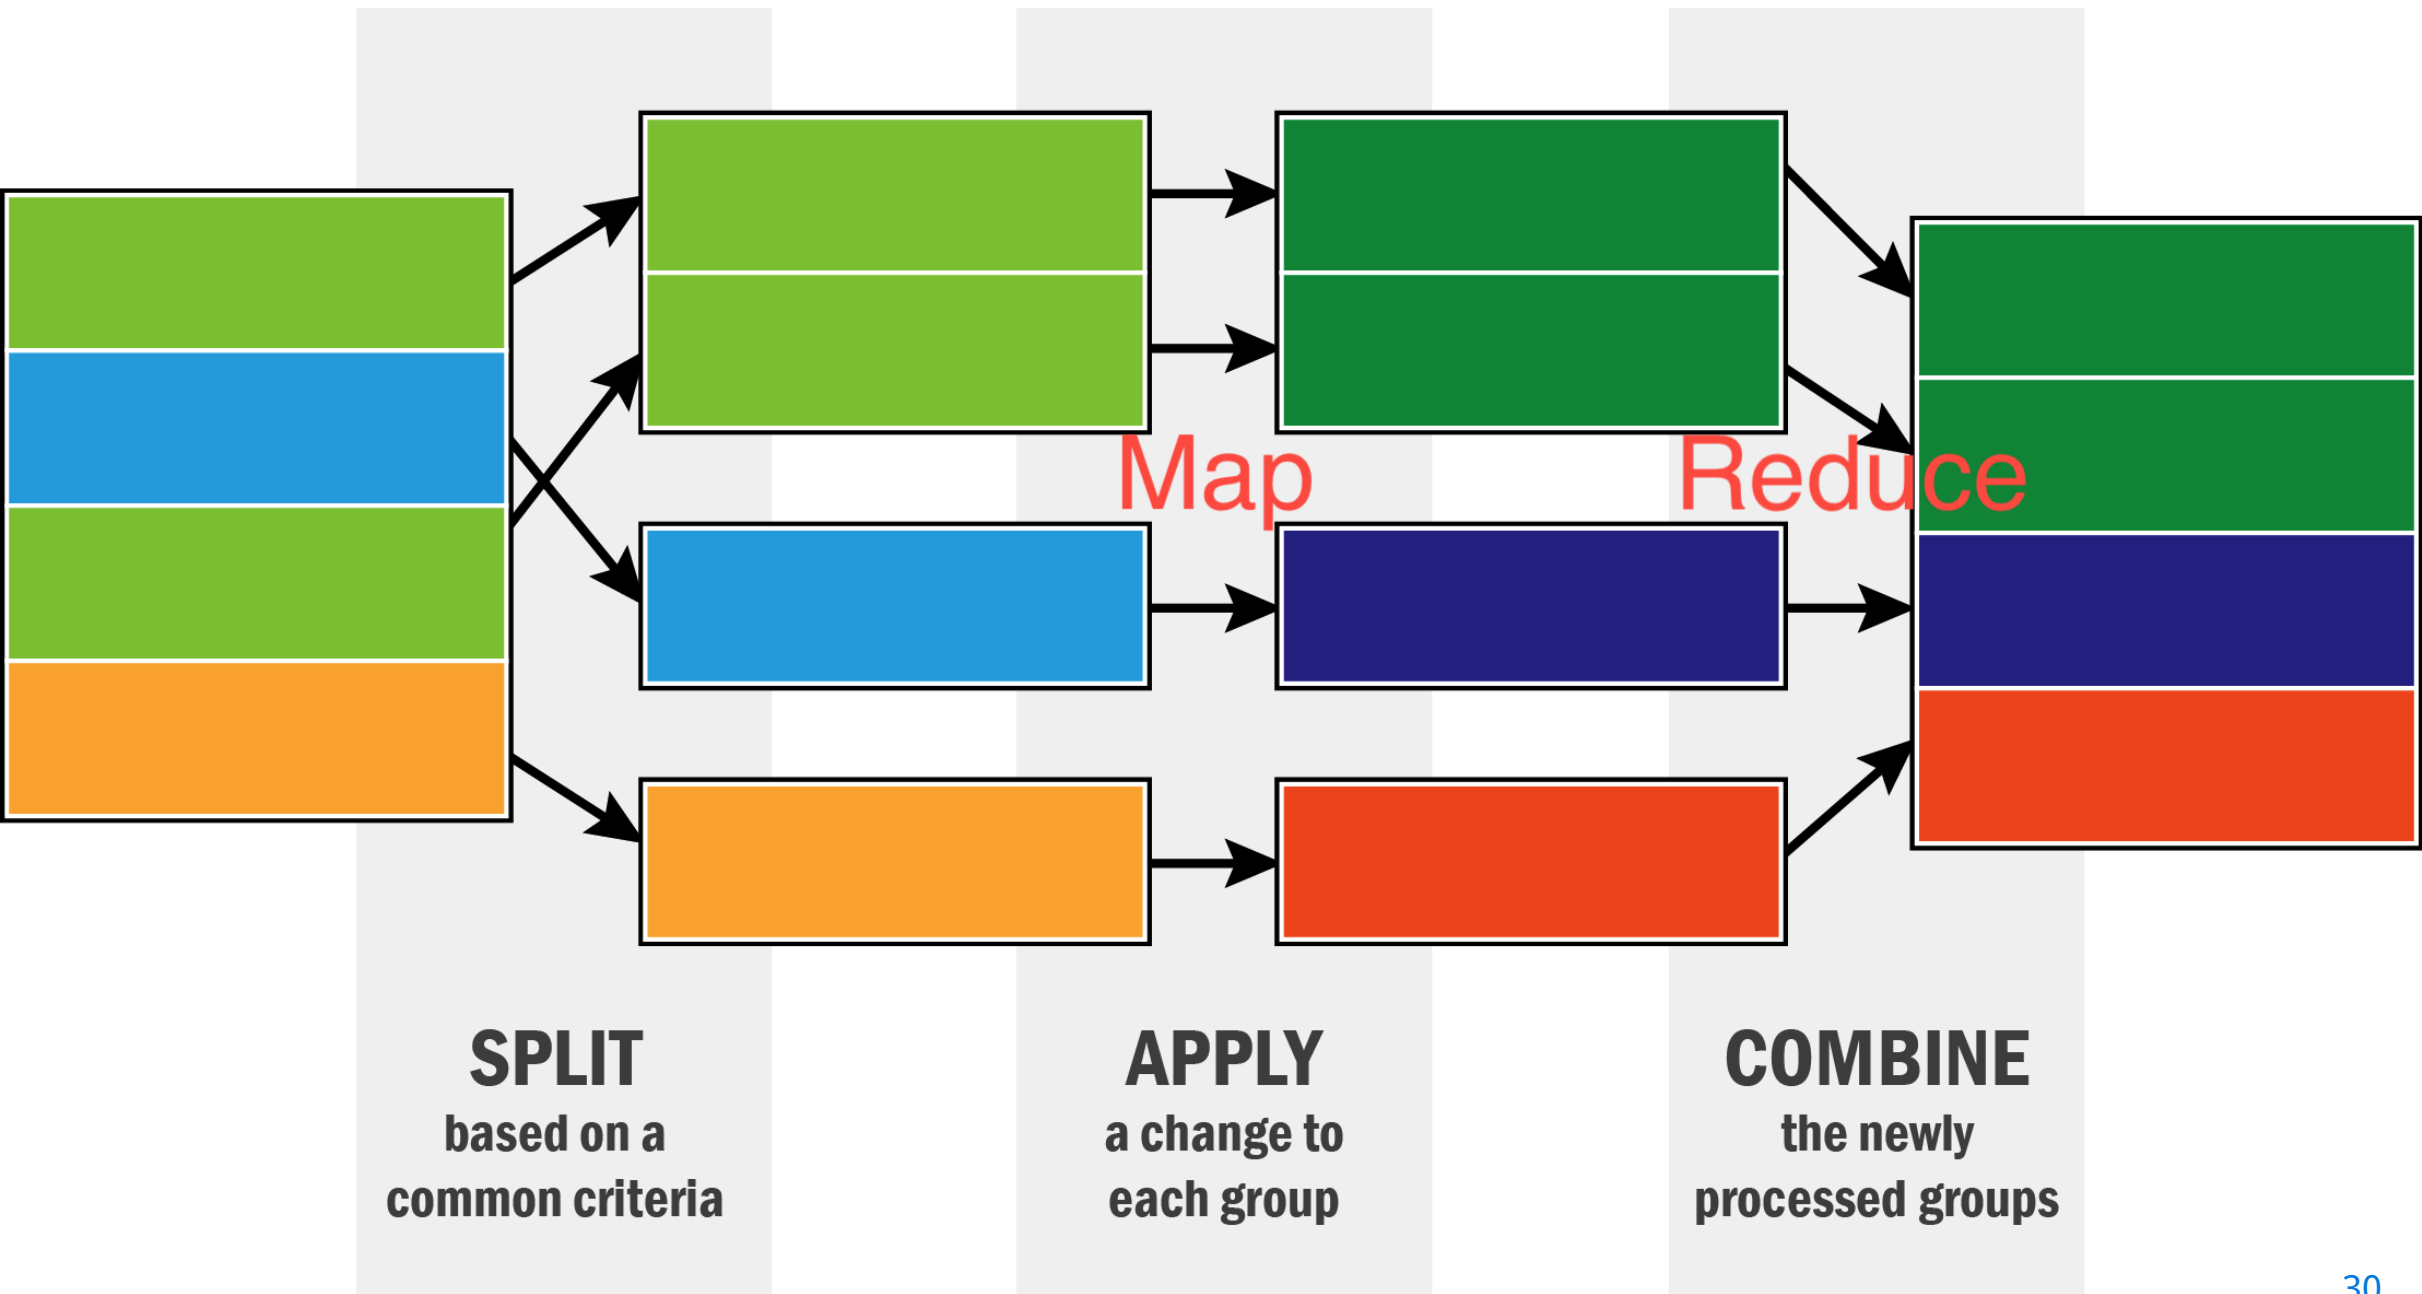 Map
Reduce
SPLIT
based on a
common criteria
APPLY
a change to
each group
COMBINE
the newly
processed groups
30